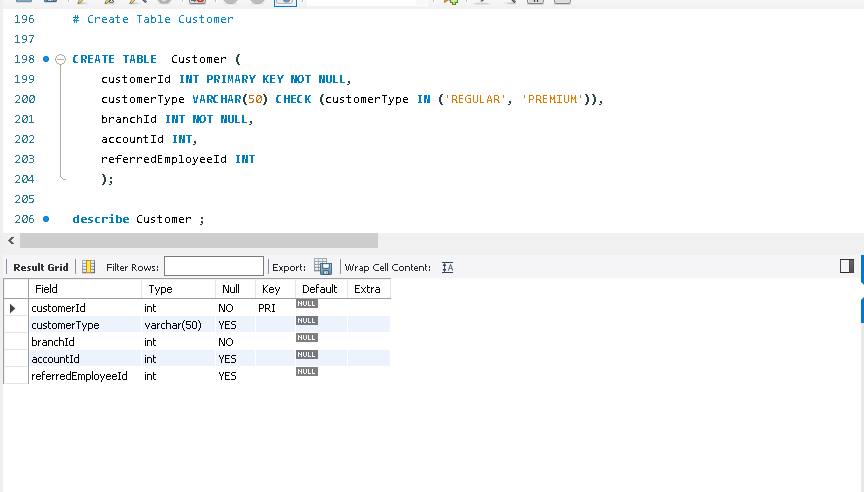 196 # Create Table Customer
197
198 CREATE TABLE  Customer (
199 customerId INT PRIMARY KEY NOT NULL,
200 customerType VARCHAR(50) CHECK (customerType IN ('REGULAR', 'PREMIUM')),
201 branchId INT NOT NULL,
202 accountId INT,
203 referredEmployeeId INT
204 );
205
206 describe Customer ;
Result Grid Filter Rows: Export: Wrap Cell Content: IA
Field Type Null Key Default Extra
customerId int NO PRI NULL
customerType varchar(50) YES NULL
branchId int NO NULL
accountId int YES NULL
referredEmployeeId int YES NULL